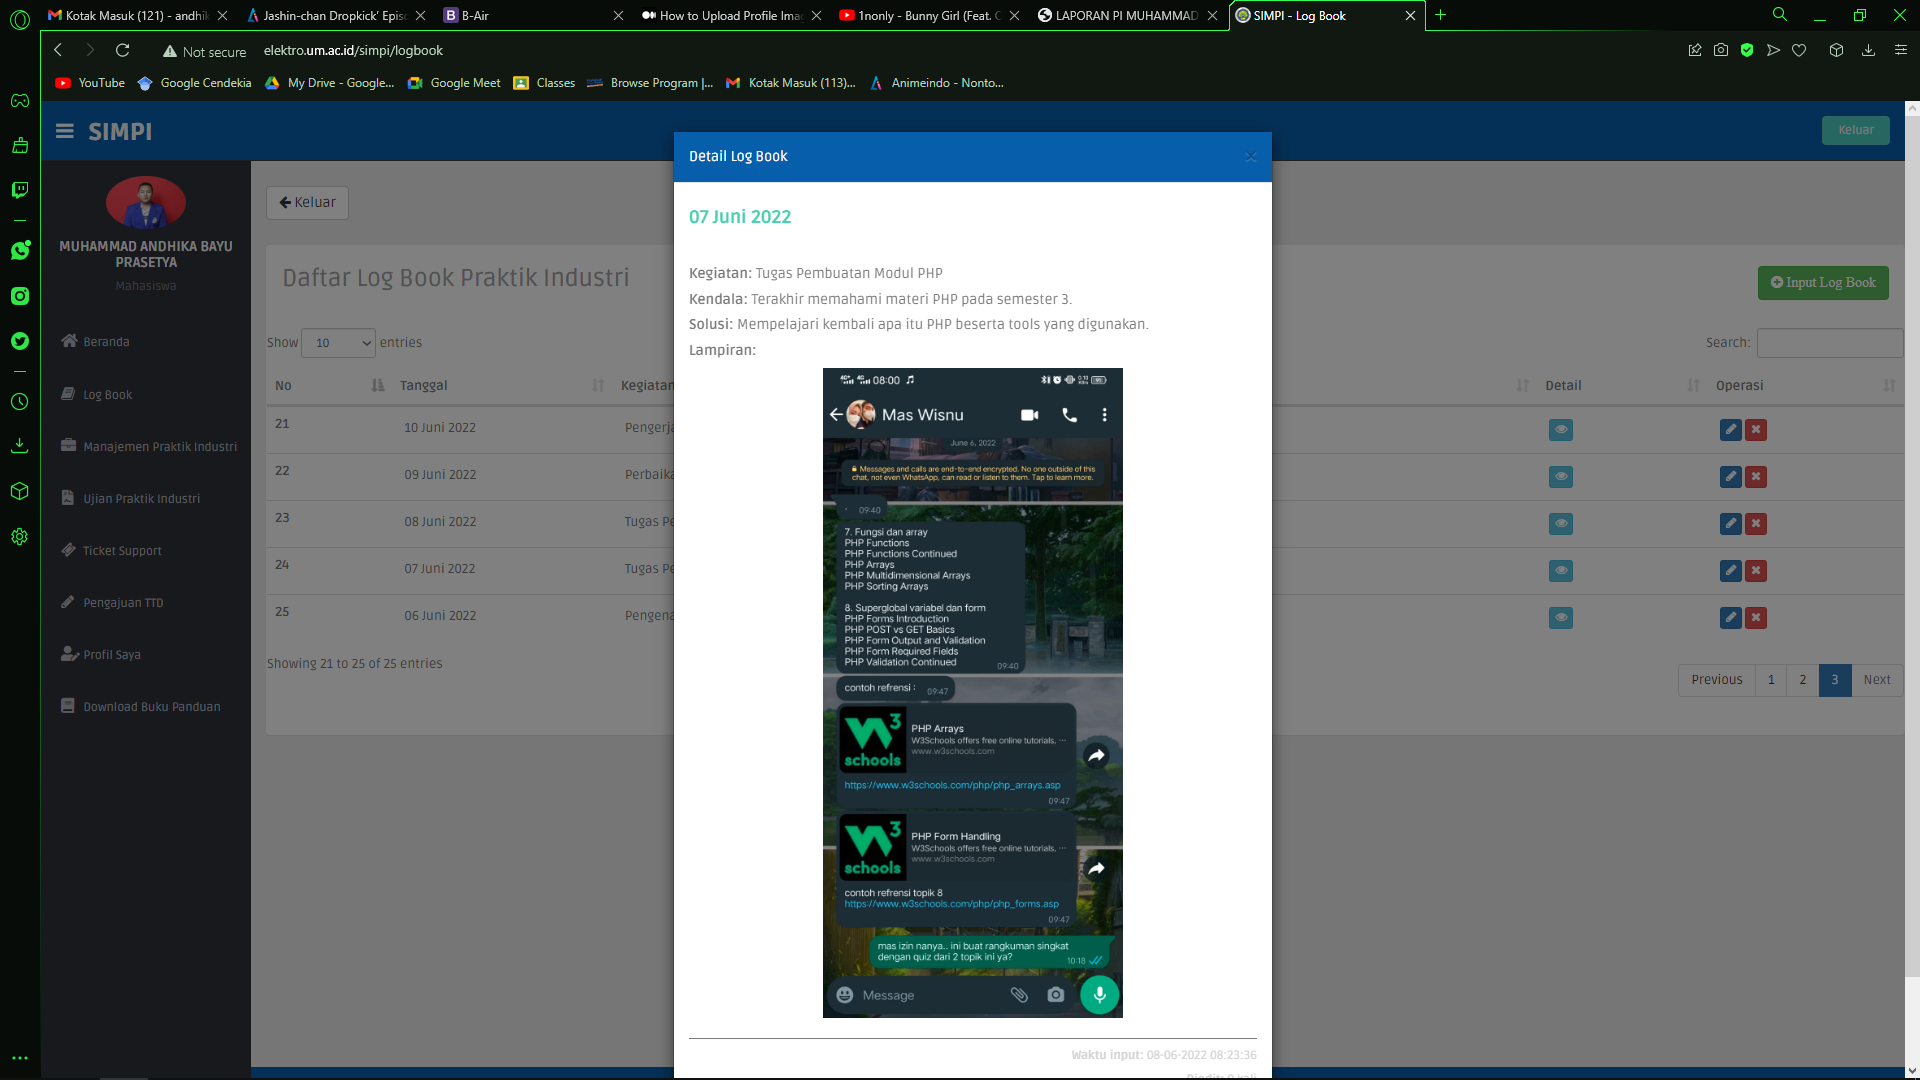 Kotak Masuk (121) - andhik
Jashin-chan Dropkick' Episo
B-Air
How to Upload Profile Imag
1nonly - Bunny Girl (Feat. C
LAPORAN PI MUHAMMAD
SIMPI - Log Book
Not secure
elektro.um.ac.id/simpi/logbook
YouTube
Google Cendekia
My Drive - Google...
Google Meet
Classes
Browse Program |...
Kotak Masuk (113)...
Animeindo - Nonto...
SIMPI
Keluar
MUHAMMAD ANDHIKA BAYU
PRASETYA
Mahasiswa
Beranda
Log Book
Manajemen Praktik Industri
Ujian Praktik Industri
Ticket Support
Pengajuan TTD
Profil Saya
Download Buku Panduan
Keluar
Daftar Log Book Praktik Industri
Input Log Book
Show 10 entries
Search:
No Tanggal Kegiatan Detail Operasi
21 10 Juni 2022 Pengerja
22 09 Juni 2022 Perbaika
23 08 Juni 2022 Tugas Pe
24 07 Juni 2022 Tugas Pe
25 06 Juni 2022 Pengena
Showing 21 to 25 of 25 entries
Previous 1 2 3 Next
Detail Log Book
07 Juni 2022
Kegiatan: Tugas Pembuatan Modul PHP
Kendala: Terakhir memahami materi PHP pada semester 3.
Solusi: Mempelajari kembali apa itu PHP beserta tools yang digunakan.
Lampiran:
08:00
Mas Wisnu
June 6, 2022
Messages and calls are end-to-end encrypted. No one outside of this
chat, not even WhatsApp, can read or listen to them. Tap to learn more.
09:40
7. Fungsi dan array
PHP Functions
PHP Functions Continued
PHP Arrays
PHP Multidimensional Arrays
PHP Sorting Arrays
8. Superglobal variabel dan form
PHP Forms Introduction
PHP POST vs GET Basics
PHP Form Output and Validation
PHP Form Required Fields
PHP Validation Continued
09:40
contoh refrensi :
09:47
W3 schools
PHP Arrays
W3Schools offers free online tutorials, ...
www.w3schools.com
https://www.w3schools.com/php/php_arrays.asp
09:47
W3 schools
PHP Form Handling
W3Schools offers free online tutorials, ...
www.w3schools.com
contoh refrensi topik 8
https://www.w3schools.com/php/php_forms.asp
09:47
mas izin nanya.. ini buat rangkuman singkat
dengan quiz dari 2 topik ini ya?
10:18
Message
Waktu input: 08-06-2022 08:23:36